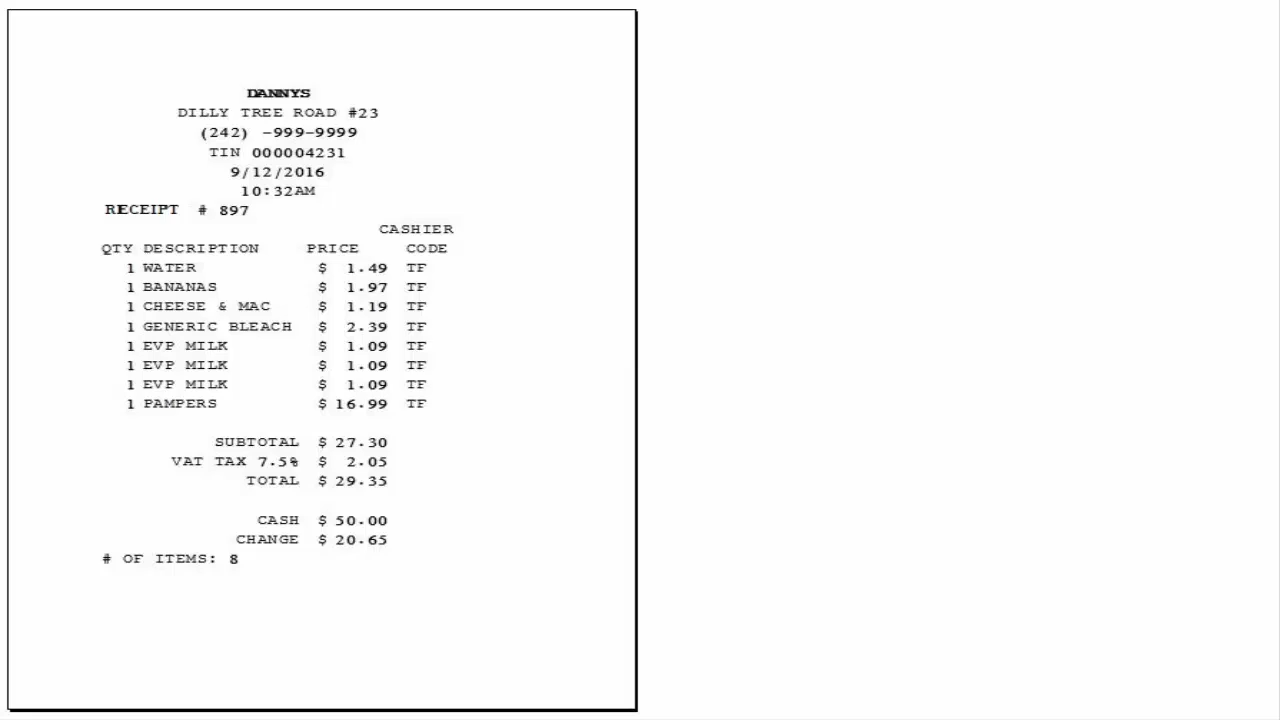 DANNYS
DILLY TREE ROAD #23
(242) -999-9999
TIN 000004231
9/12/2016
10:32AM
RECEIPT # 897
CASHIER
QTY DESCRIPTION PRICE CODE
1 WATER $ 1.49 TF
1 BANANAS $ 1.97 TF
1 CHEESE & MAC $ 1.19 TF
1 GENERIC BLEACH $ 2.39 TF
1 EVP MILK $ 1.09 TF
1 EVP MILK $ 1.09 TF
1 EVP MILK $ 1.09 TF
1 PAMPERS $ 16.99 TF
SUBTOTAL $ 27.30
VAT TAX 7.5% $ 2.05
TOTAL $ 29.35
CASH $ 50.00
CHANGE $ 20.65
# OF ITEMS: 8